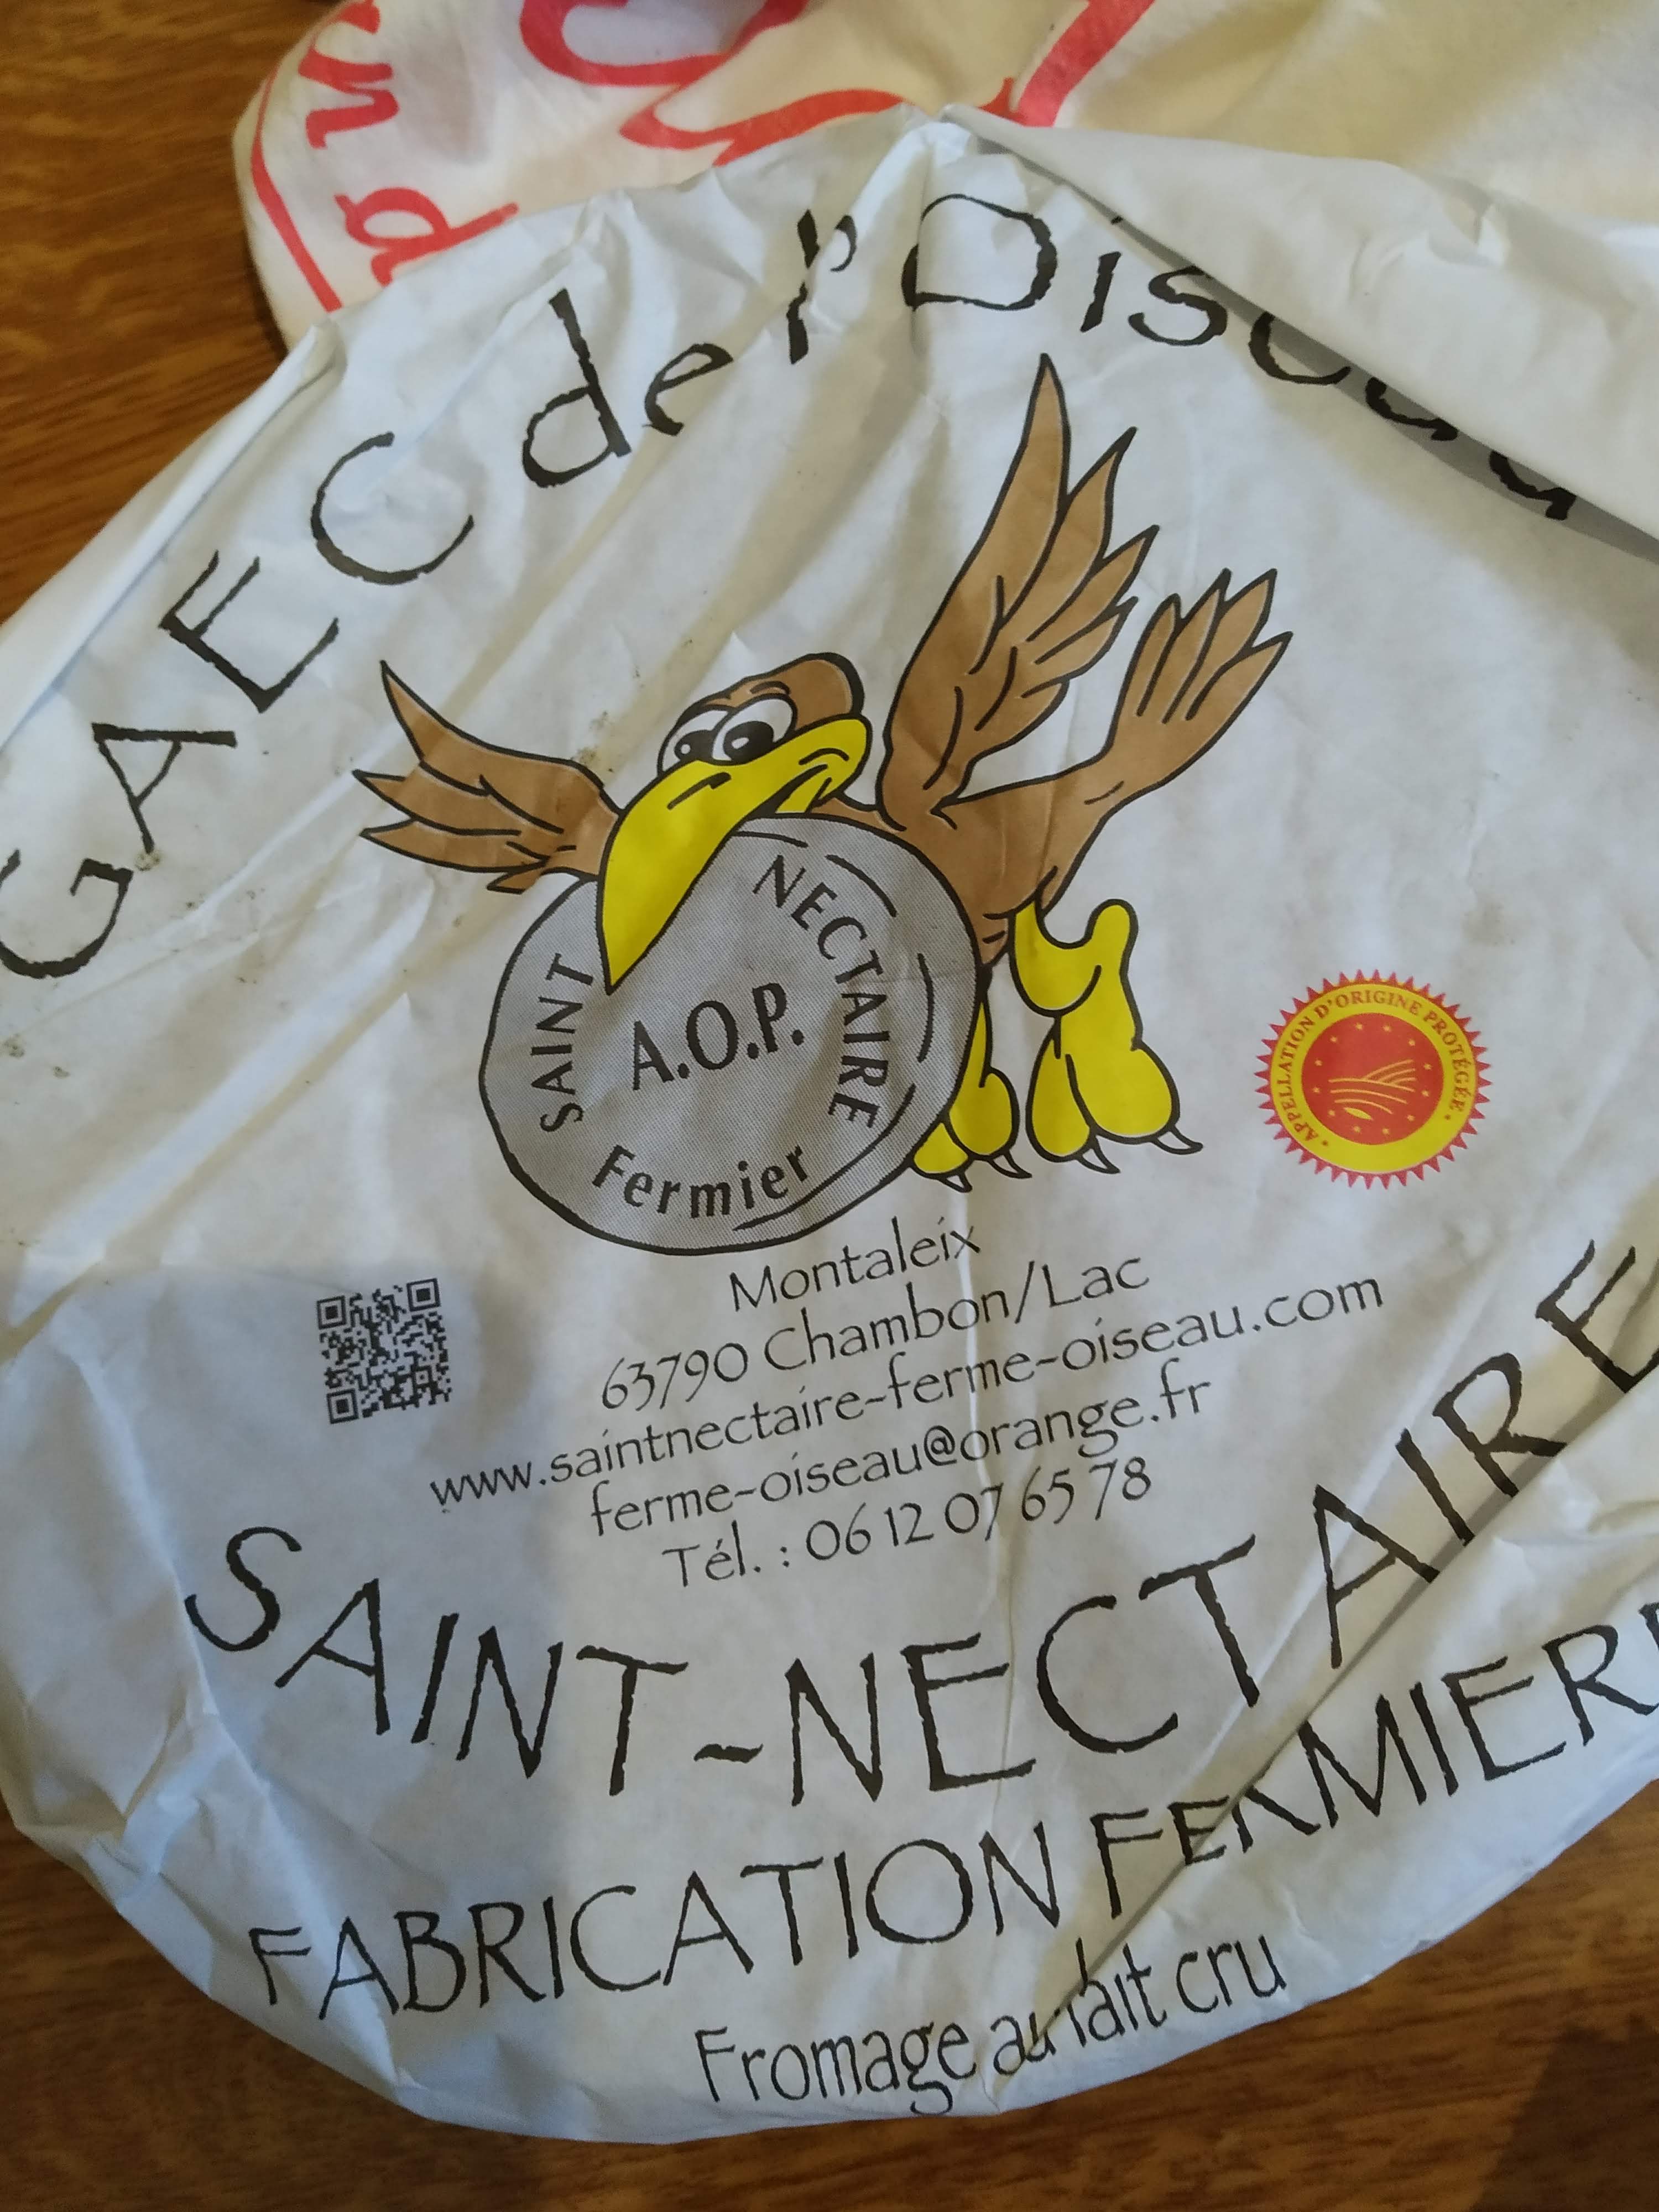 GAEC de l'Oiseau
SAINT
NECTAIRE
A.O.P.
Fermier
APPELLATION D'ORIGINE PROTÉGÉE
Montaleix
63790 Chambon/Lac
www.saintnectaire-ferme-oiseau.com
ferme-oiseau@orange.fr
Tél. : 06 12 07 65 78
SAINT-NECTAIRE
FABRICATION FERMIERE
Fromage au lait cru